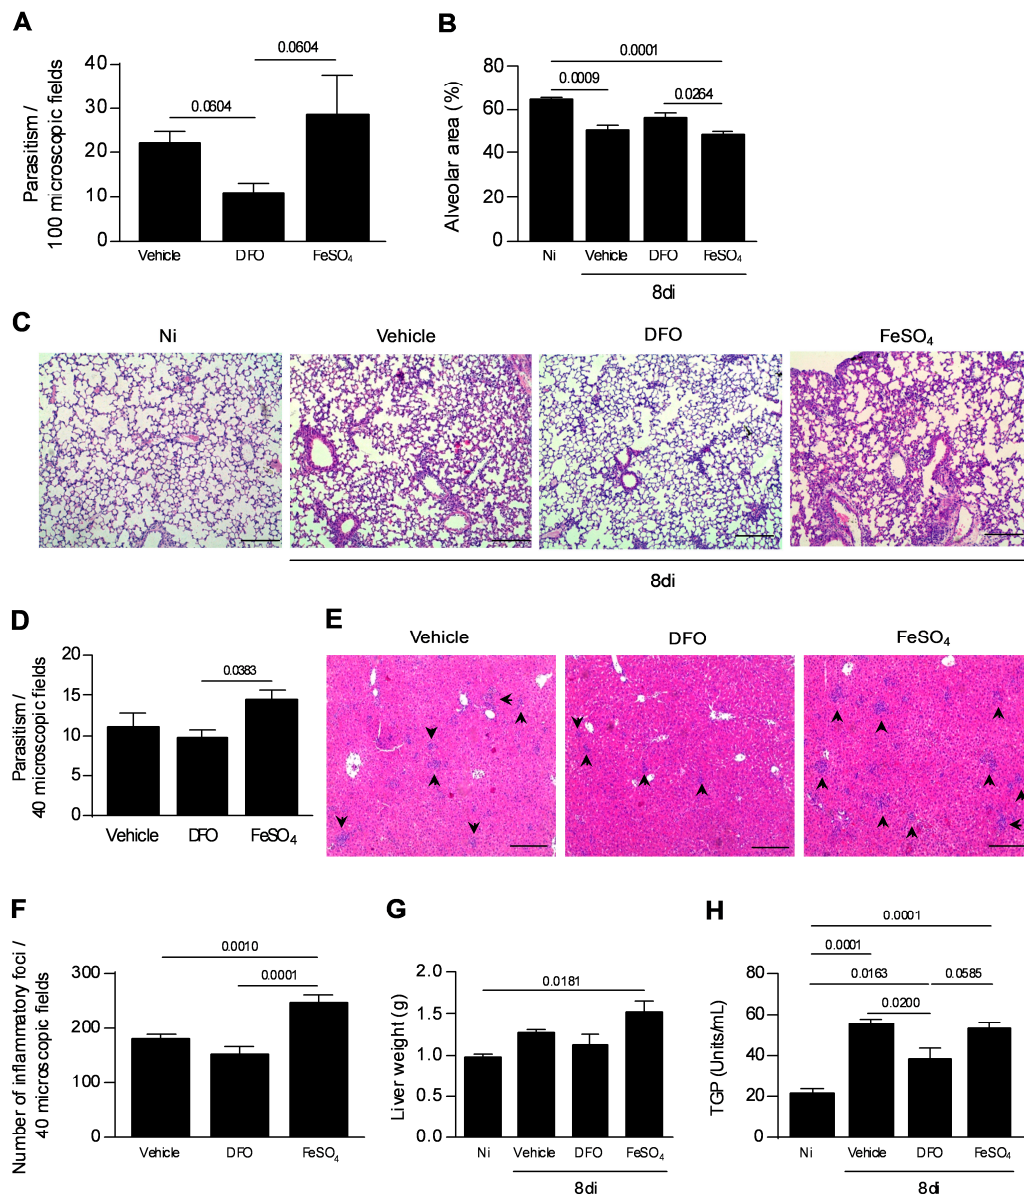 A
Parasitism /
100 microscopic fields
40
30
20
10
0
0.0604
0.0604
Vehicle
DFO
FeSO₄
B
Alveolar area (%)
80
60
40
20
0
0.0001
0.0009
0.0264
Ni
Vehicle
DFO
FeSO₄
8di
C
Ni
Vehicle
DFO
FeSO₄
8di
D
Parasitism /
40 microscopic fields
20
15
10
5
0
0.0383
Vehicle
DFO
FeSO₄
E
Vehicle
DFO
FeSO₄
F
Number of inflammatory foci /
40 microscopic fields
300
200
100
0
0.0010
0.0001
Vehicle
DFO
FeSO₄
G
Liver weight (g)
2.0
1.5
1.0
0.5
0.0
0.0181
Ni
Vehicle
DFO
FeSO₄
8di
H
TGP (Units/mL)
80
60
40
20
0
0.0001
0.0001
0.0163
0.0585
0.0200
Ni
Vehicle
DFO
FeSO₄
8di